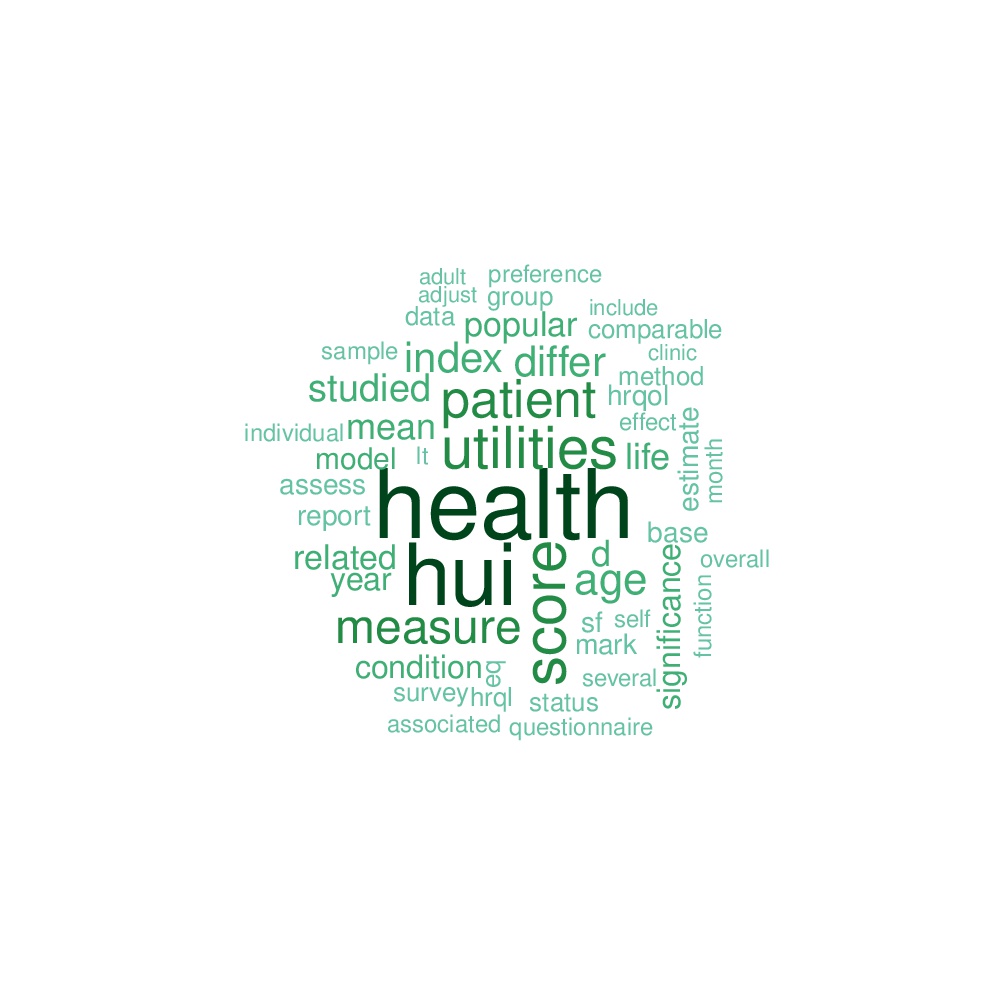 adult preference
adjust group
data popular include
comparable
sample index differ clinic
studied patient method
hrqol
individual mean effect
model lt utilities life estimate month
assess health
report base
related hui score d overall
year age significance function
measure sf self
mark
condition eq several
survey hrql status
associated questionnaire